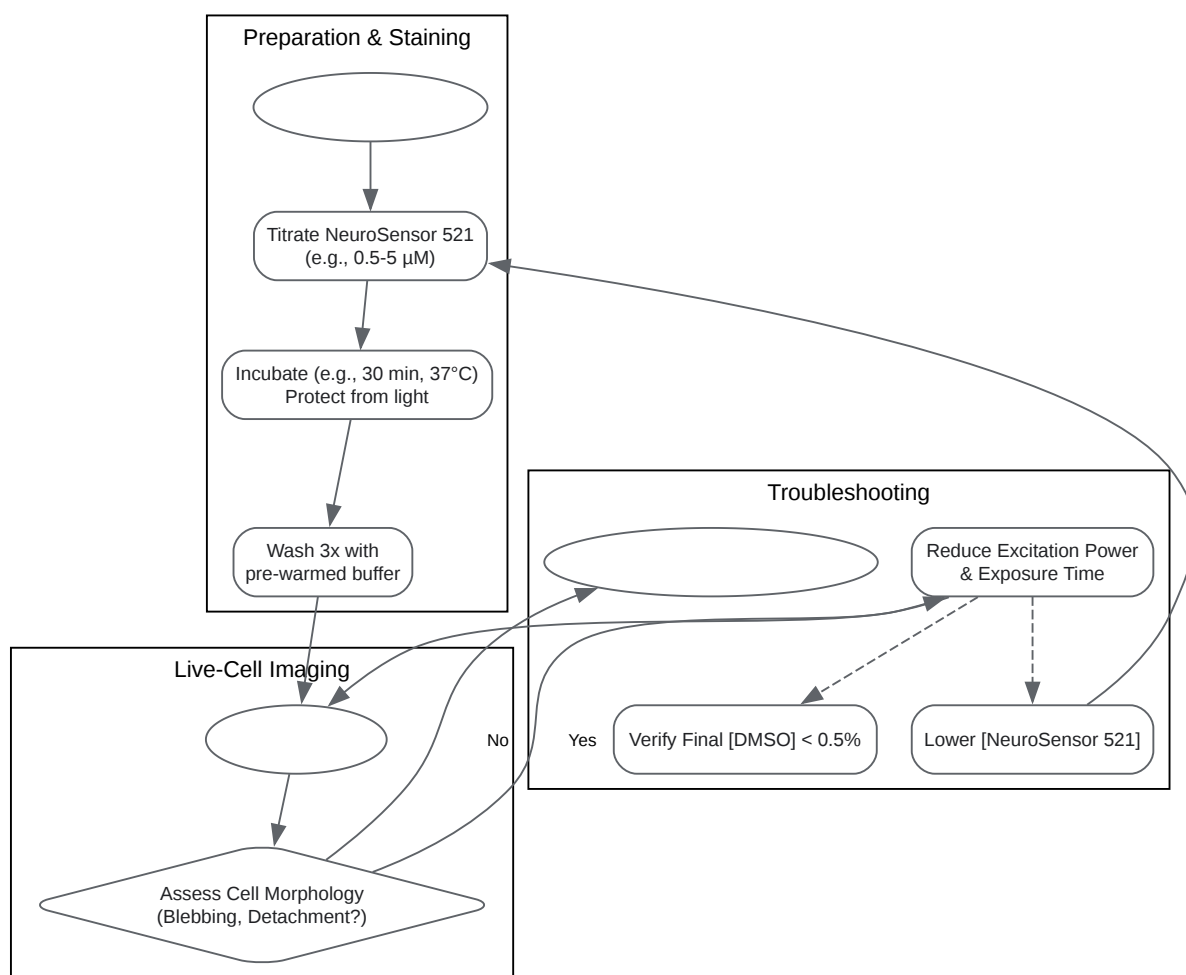 Preparation & Staining
Titrate NeuroSensor 521
(e.g., 0.5-5 µM)
Incubate (e.g., 30 min, 37°C)
Protect from light
Wash 3x with
pre-warmed buffer
Troubleshooting
Reduce Excitation Power
& Exposure Time
Live-Cell Imaging
No
Yes
Verify Final [DMSO] < 0.5%
Lower [NeuroSensor 521]
Assess Cell Morphology
(Blebbing, Detachment?)